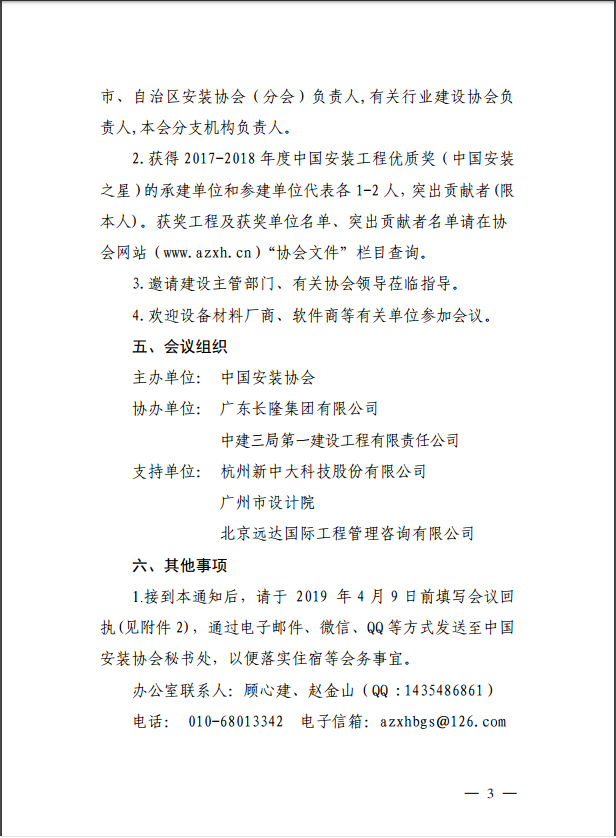 市、自治区安装协会（分会）负责人,有关行业建设协会负
责人,本会分支机构负责人。
2.获得2017-2018年度中国安装工程优质奖（中国安装
之星）的承建单位和参建单位代表各1-2人，突出贡献者(限
本人)。获奖工程及获奖单位名单、突出贡献者名单请在协
会网站（www.azxh.cn）“协会文件”栏目查询。
3.邀请建设主管部门、有关协会领导莅临指导。
4.欢迎设备材料厂商、软件商等有关单位参加会议。
五、会议组织
主办单位： 中国安装协会
协办单位： 广东长隆集团有限公司
中建三局第一建设工程有限责任公司
支持单位： 杭州新中大科技股份有限公司
广州市设计院
北京远达国际工程管理咨询有限公司
六、其他事项
1.接到本通知后，请于 2019 年4月9日前填写会议回
执(见附件2)，通过电子邮件、微信、QQ等方式发送至中国
安装协会秘书处，以便落实住宿等会务事宜。
办公室联系人：顾心建、赵金山（QQ :1435486861）
电话： 010-68013342 电子信箱：azxhbgs@126.com
— 3 —